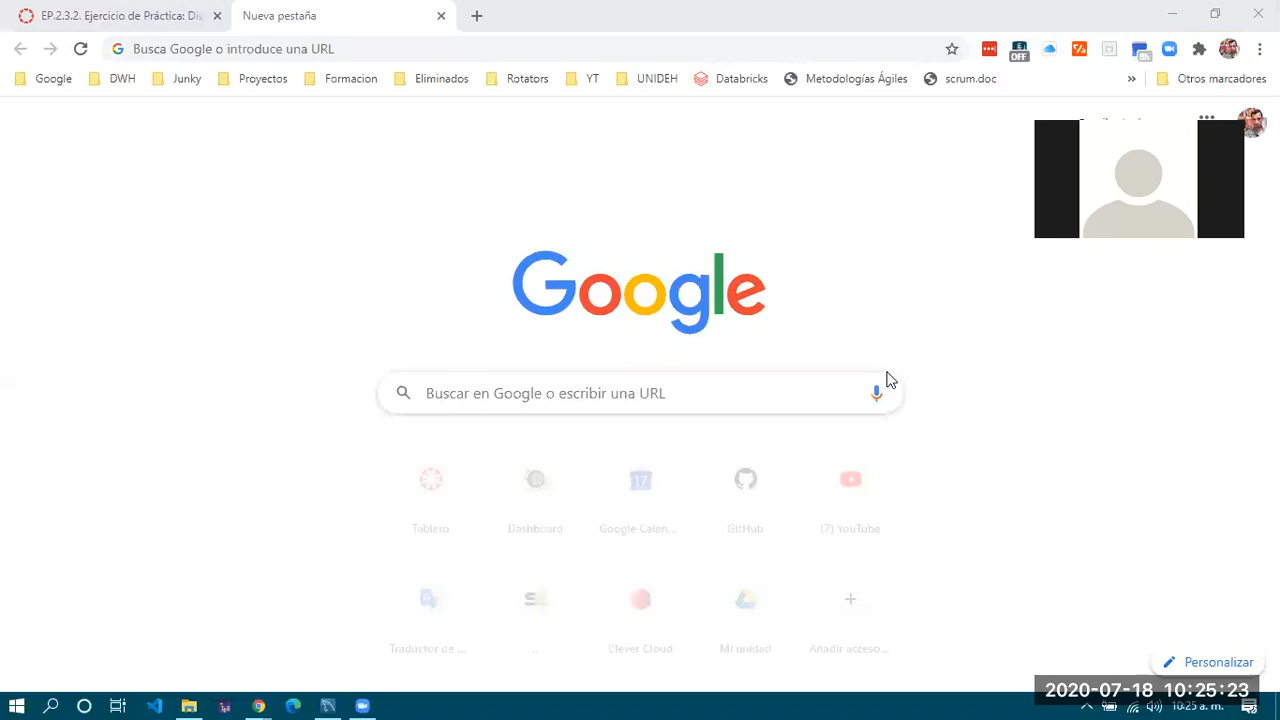 EP.2.3.2. Ejercicio de Práctica: Dis
Nueva pestaña
Busca Google o introduce una URL
OFF
8h
Google
DWH
Junky
Proyectos
Formacion
Eliminados
Rotators
YT
UNIDEH
Databricks
Metodologías Ágiles
scrum.doc
»
Otros marcadores
Google
Buscar en Google o escribir una URL
17
Tablero
Dashboard
Google Calen...
GitHub
(7) YouTube
Traductor de ...
..
Clever Cloud
Mi unidad
Añadir acceso...
Personalizar
2020-07-18 10:25:23
10:25 a. m.